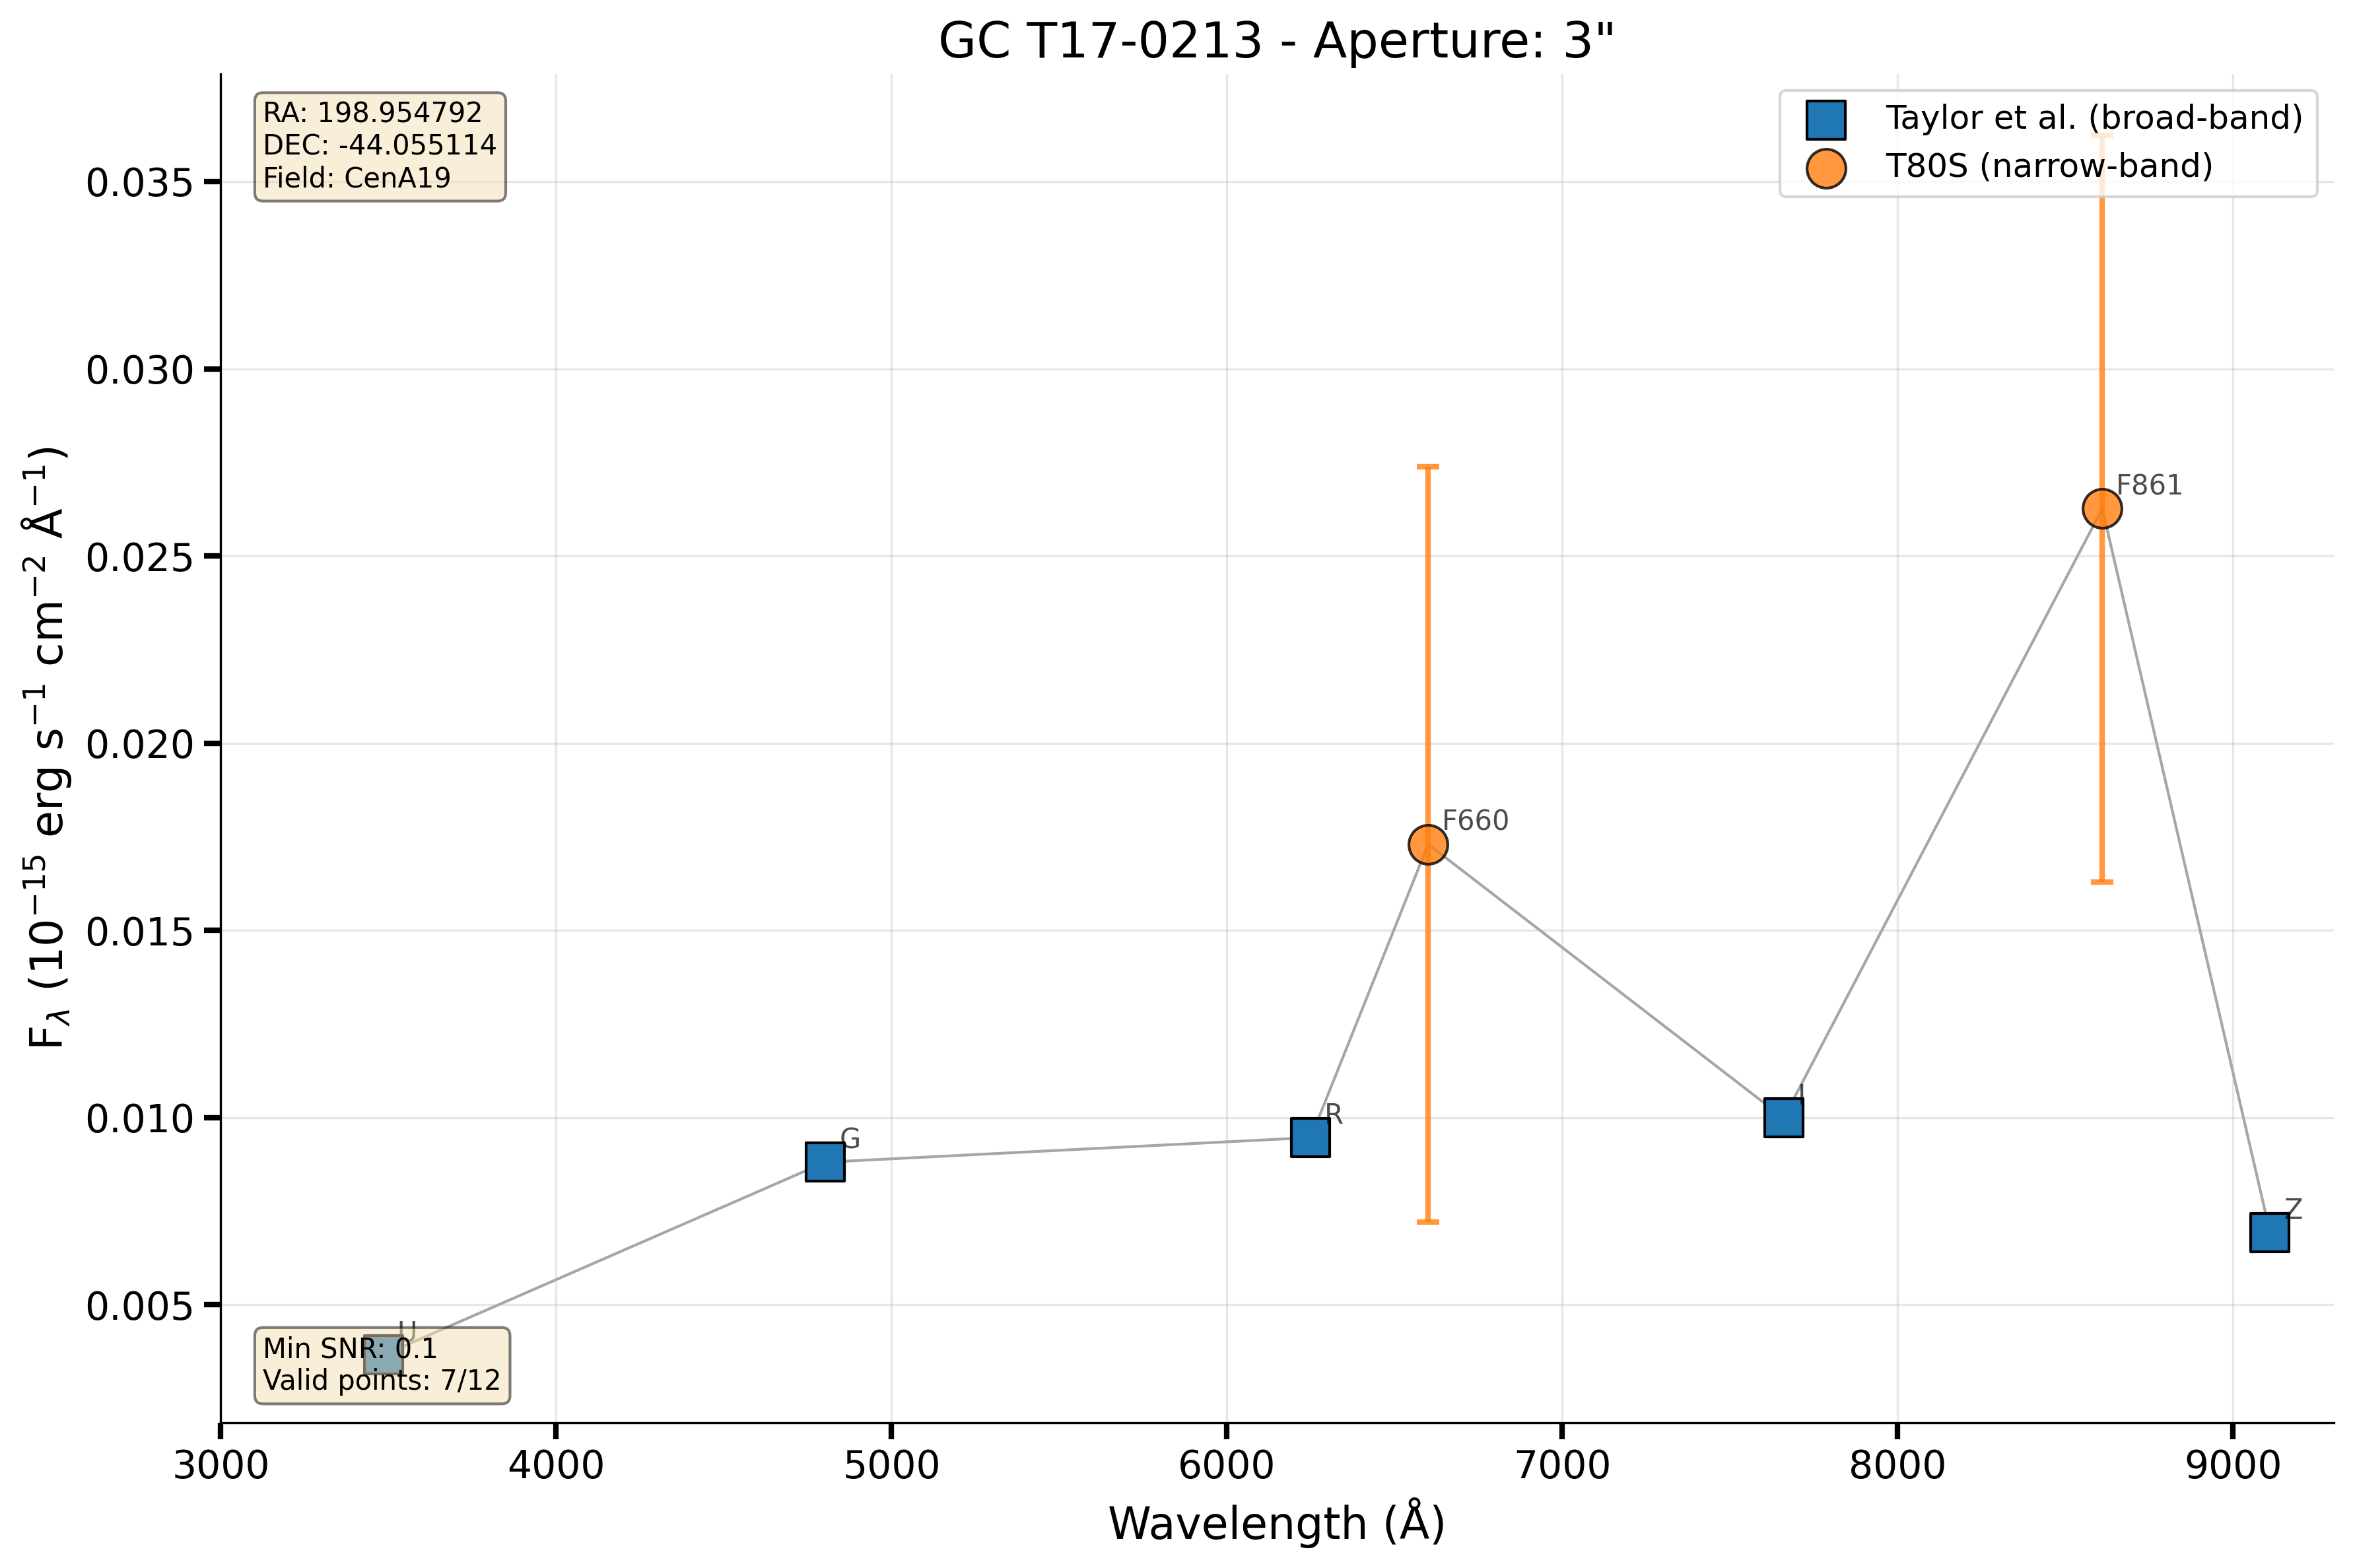 GC T17-0213 - Aperture: 3"
RA: 198.954792
DEC: -44.055114
Field: CenA19
Taylor et al. (broad-band)
T80S (narrow-band)
0.035
0.030
0.025
0.020
0.015
0.010
0.005
F_λ (10⁻¹⁵ erg s⁻¹ cm⁻² Å⁻¹)
F861
F660
I
R
G
Z
U
Min SNR: 0.1
Valid points: 7/12
3000 4000 5000 6000 7000 8000 9000
Wavelength (Å)